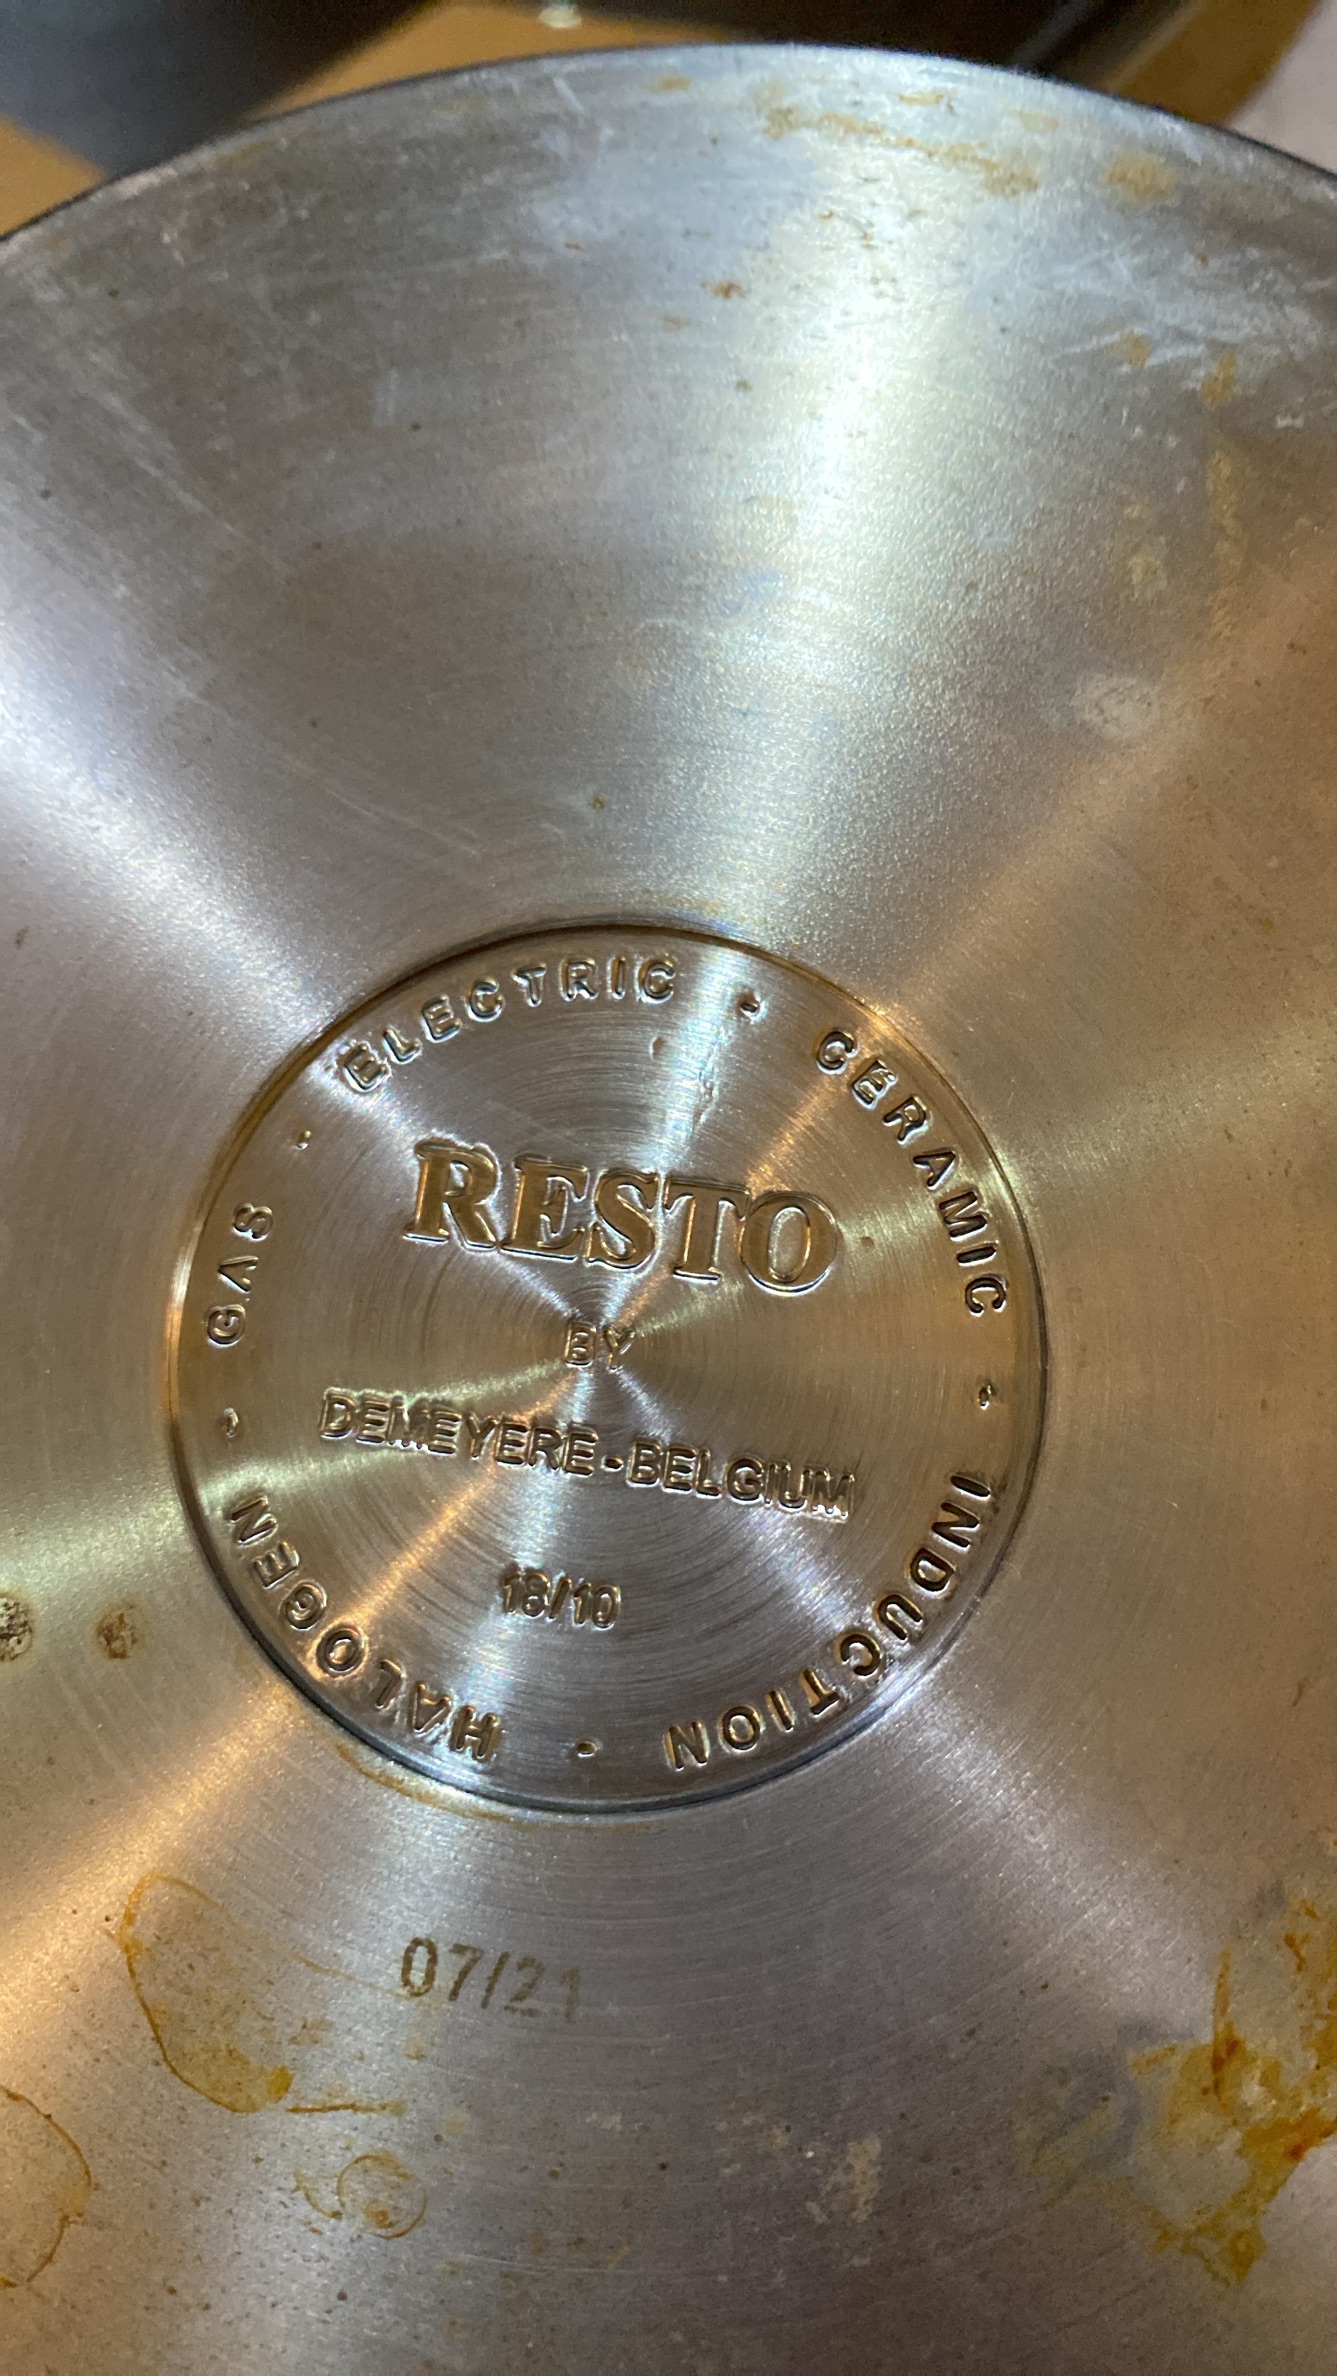 GAS · ELECTRIC · CERAMIC · INDUCTION · HALOGEN ·
RESTO
BY
DEMEYERE-BELGIUM
18/10
07/21